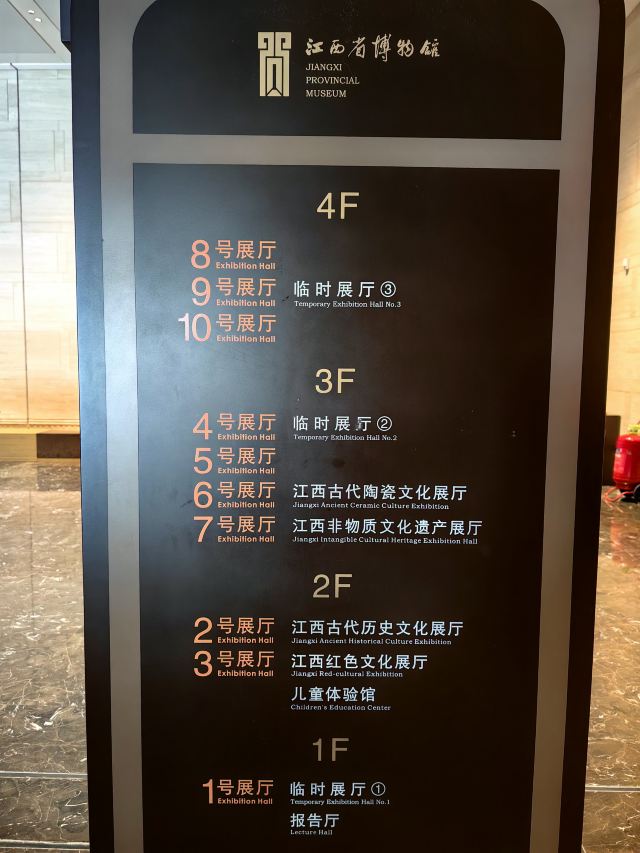 江西省博物馆
JIANGXI
PROVINCIAL
MUSEUM
4F
8号展厅
Exhibition Hall
9号展厅 临时展厅③
Exhibition Hall Temporary Exhibition Hall No.3
10号展厅
Exhibition Hall
3F
4号展厅 临时展厅②
Exhibition Hall Temporary Exhibition Hall No.2
5号展厅
Exhibition Hall
6号展厅 江西古代陶瓷文化展厅
Exhibition Hall Jiangxi Ancient Ceramic Culture Exhibition
7号展厅 江西非物质文化遗产展厅
Exhibition Hall Jiangxi Intangible Cultural Heritage Exhibition Hall
2F
2号展厅 江西古代历史文化展厅
Exhibition Hall Jiangxi Ancient Historical Culture Exhibition
3号展厅 江西红色文化展厅
Exhibition Hall Jiangxi Red-cultural Exhibition
儿童体验馆
Children's Education Center
1F
1号展厅 临时展厅①
Exhibition Hall Temporary Exhibition Hall No.1
报告厅
Lecture Hall